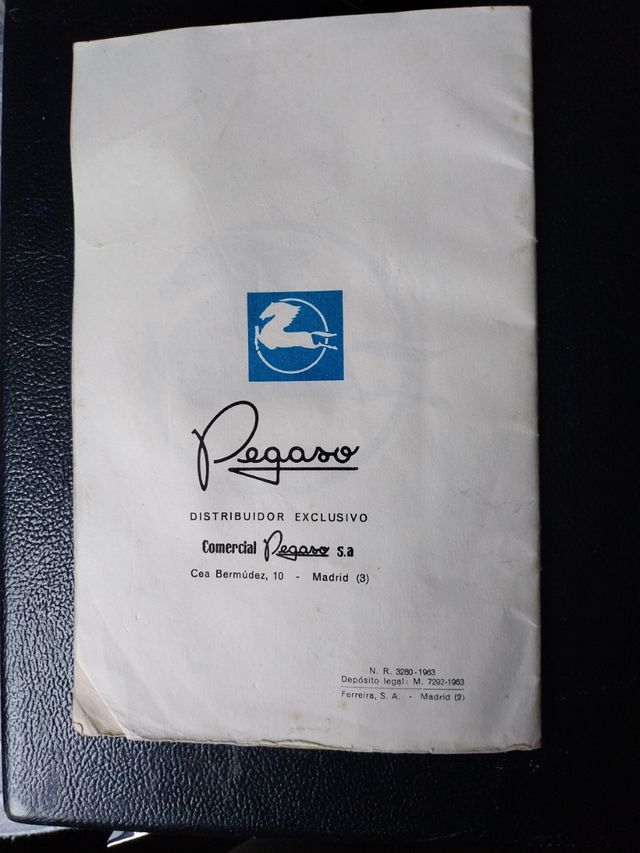 Pegaso
DISTRIBUIDOR EXCLUSIVO
Comercial Pegaso s.a
Cea Bermúdez, 10 - Madrid (3)
N. R. 3280-1963
Depósito legal: M. 7292-1963
Ferreira, S. A. - Madrid (2)